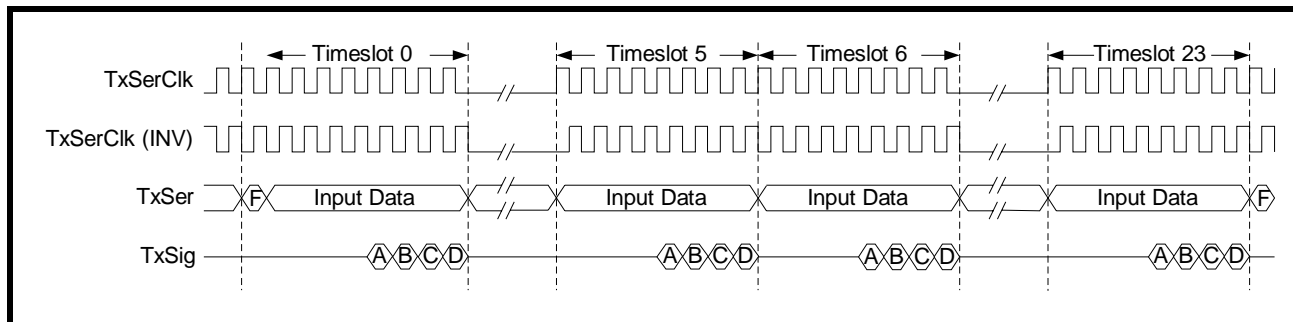 Timeslot 0 Timeslot 5 Timeslot 6 Timeslot 23
TxSerClk
TxSerClk (INV)
TxSer F Input Data Input Data Input Data Input Data F
TxSig A B C D A B C D A B C D A B C D